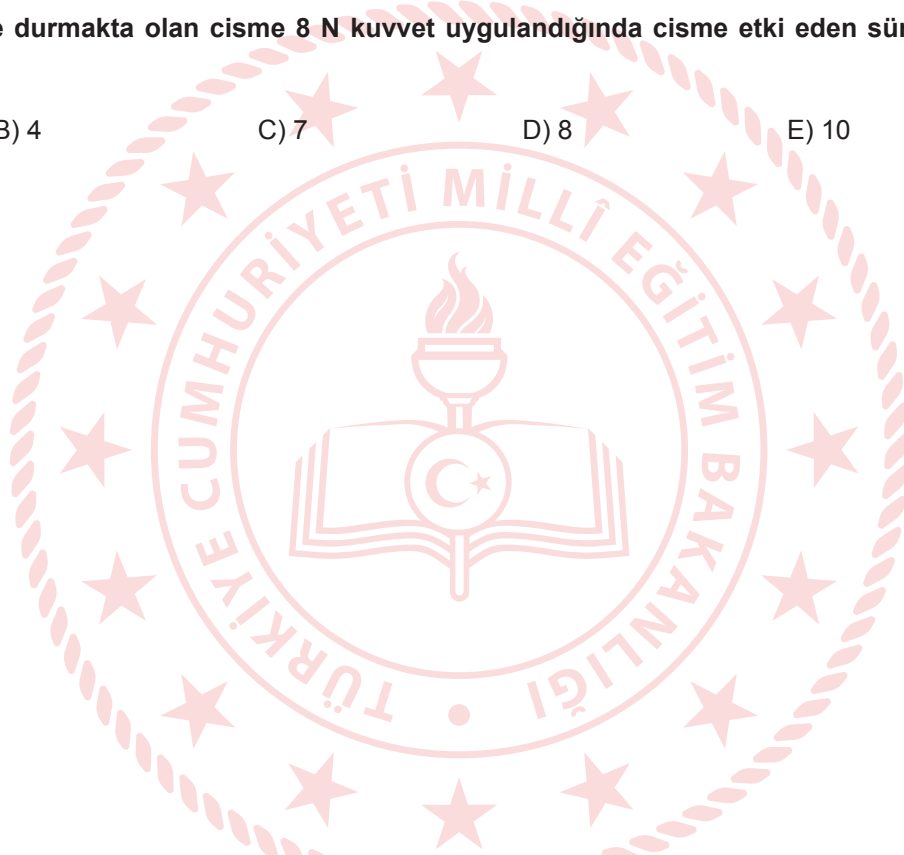 e durmakta olan cisme 8 N kuvvet uygulandığında cisme etki eden sür
B) 4 C) 7 D) 8 E) 10
TÜRKİYE CUMHURİYETİ MİLLÎ EĞİTİM BAKANLIĞI